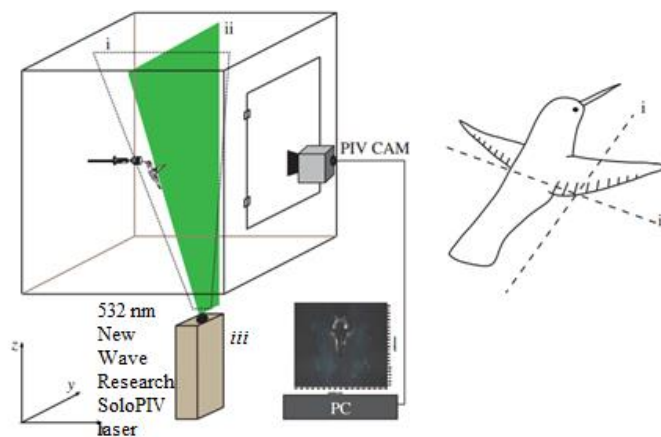 i
ii
PIV CAM
i
i
532 nm
New
Wave
Research
SoloPIV
laser
iii
z
y
PC